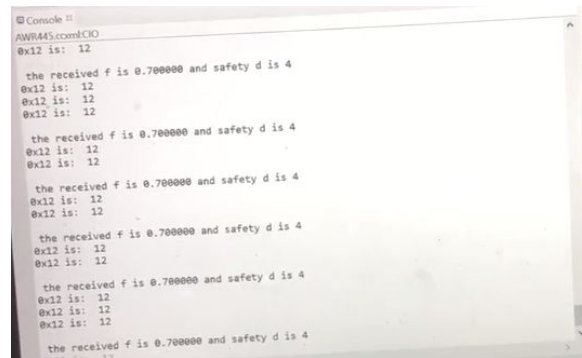 Console
AWR445.ccxml:CIO
0x12 is: 12
the received f is 0.700000 and safety d is 4
0x12 is: 12
0x12 is: 12
0x12 is: 12
the received f is 0.700000 and safety d is 4
0x12 is: 12
0x12 is: 12
the received f is 0.700000 and safety d is 4
0x12 is: 12
0x12 is: 12
the received f is 0.700000 and safety d is 4
0x12 is: 12
0x12 is: 12
the received f is 0.700000 and safety d is 4
0x12 is: 12
0x12 is: 12
0x12 is: 12
the received f is 0.700000 and safety d is 4